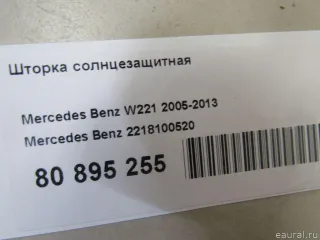 Шторка солнцезащитная
Mercedes Benz W221 2005-2013
Mercedes Benz 2218100520
80 895 255
eaural.ru